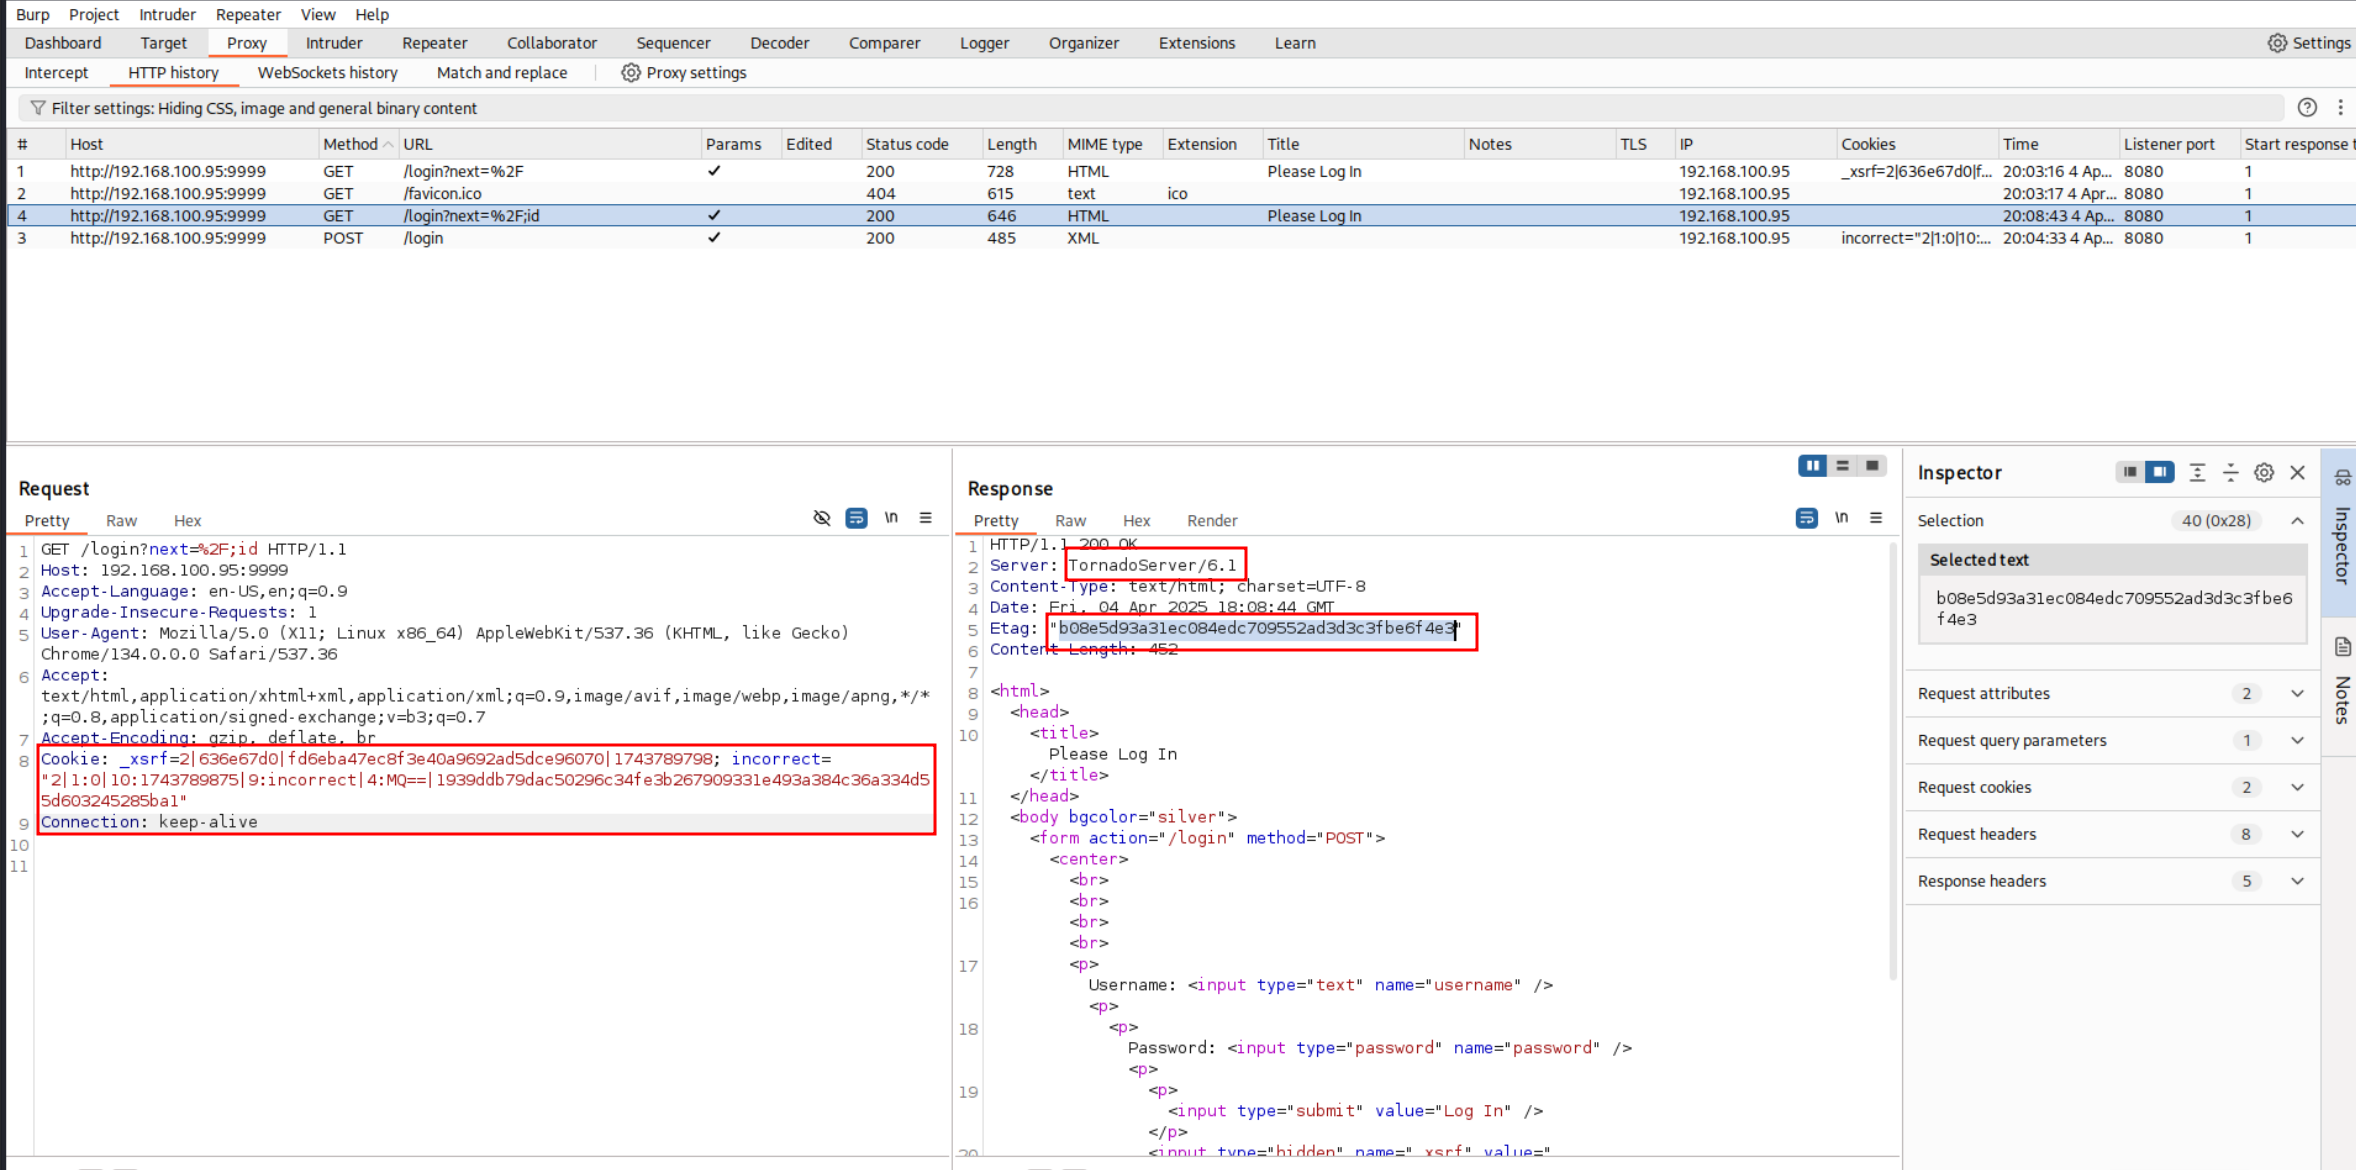 Burp Project Intruder Repeater View Help
Dashboard Target Proxy Intruder Repeater Collaborator Sequencer Decoder Comparer Logger Organizer Extensions Learn Settings
Intercept HTTP history WebSockets history Match and replace Proxy settings
Filter settings: Hiding CSS, image and general binary content
# Host Method URL Params Edited Status code Length MIME type Extension Title Notes TLS IP Cookies Time Listener port Start response t
1 http://192.168.100.95:9999 GET /login?next=%2F ✓ 200 728 HTML Please Log In 192.168.100.95 _xsrf=2|636e67d0|f... 20:03:16 4 Ap... 8080 1
2 http://192.168.100.95:9999 GET /favicon.ico 404 615 text ico 192.168.100.95 20:03:17 4 Apr... 8080 1
4 http://192.168.100.95:9999 GET /login?next=%2F;id ✓ 200 646 HTML Please Log In 192.168.100.95 20:08:43 4 Ap... 8080 1
3 http://192.168.100.95:9999 POST /login ✓ 200 485 XML 192.168.100.95 incorrect="2|1:0|10:... 20:04:33 4 Ap... 8080 1
Request
Pretty Raw Hex \n
1 GET /login?next=%2F;id HTTP/1.1
2 Host: 192.168.100.95:9999
3 Accept-Language: en-US,en;q=0.9
4 Upgrade-Insecure-Requests: 1
5 User-Agent: Mozilla/5.0 (X11; Linux x86_64) AppleWebKit/537.36 (KHTML, like Gecko)
Chrome/134.0.0.0 Safari/537.36
6 Accept:
text/html,application/xhtml+xml,application/xml;q=0.9,image/avif,image/webp,image/apng,*/*
;q=0.8,application/signed-exchange;v=b3;q=0.7
7 Accept-Encoding: gzip, deflate, br
8 Cookie: _xsrf=2|636e67d0|fd6eba47ec8f3e40a9692ad5dce96070|1743789798; incorrect=
"2|1:0|10:1743789875|9:incorrect|4:MQ==|1939ddb79dac50296c34fe3b267909331e493a384c36a334d5
5d603245285ba1"
9 Connection: keep-alive
10
11
Response
Pretty Raw Hex Render \n
1 HTTP/1.1 200 OK
2 Server: TornadoServer/6.1
3 Content-Type: text/html; charset=UTF-8
4 Date: Fri, 04 Apr 2025 18:08:44 GMT
5 Etag: "b08e5d93a31ec084edc709552ad3d3c3fbe6f4e3"
6 Content-Length: 452
7
8 <html>
9 <head>
10 <title>
Please Log In
</title>
11 </head>
12 <body bgcolor="silver">
13 <form action="/login" method="POST">
14 <center>
15 <br>
16 <br>
<br>
<br>
17 <p>
Username: <input type="text" name="username" />
<p>
18 <p>
Password: <input type="password" name="password" />
<p>
19 <p>
<input type="submit" value="Log In" />
</p>
20 <input type="hidden" name="_xsrf" value="
Inspector
Selection 40 (0x28)
Selected text
b08e5d93a31ec084edc709552ad3d3c3fbe6
f4e3
Request attributes 2
Request query parameters 1
Request cookies 2
Request headers 8
Response headers 5
Inspector
Notes